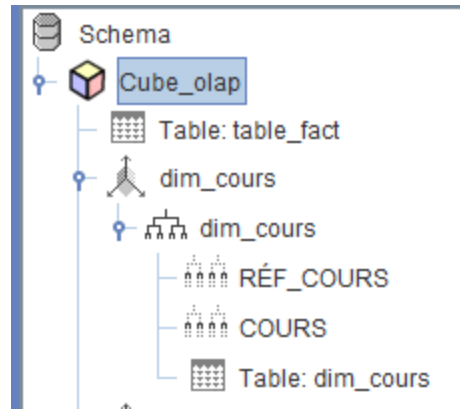 Schema
Cube_olap
Table: table_fact
dim_cours
dim_cours
RÉF_COURS
COURS
Table: dim_cours